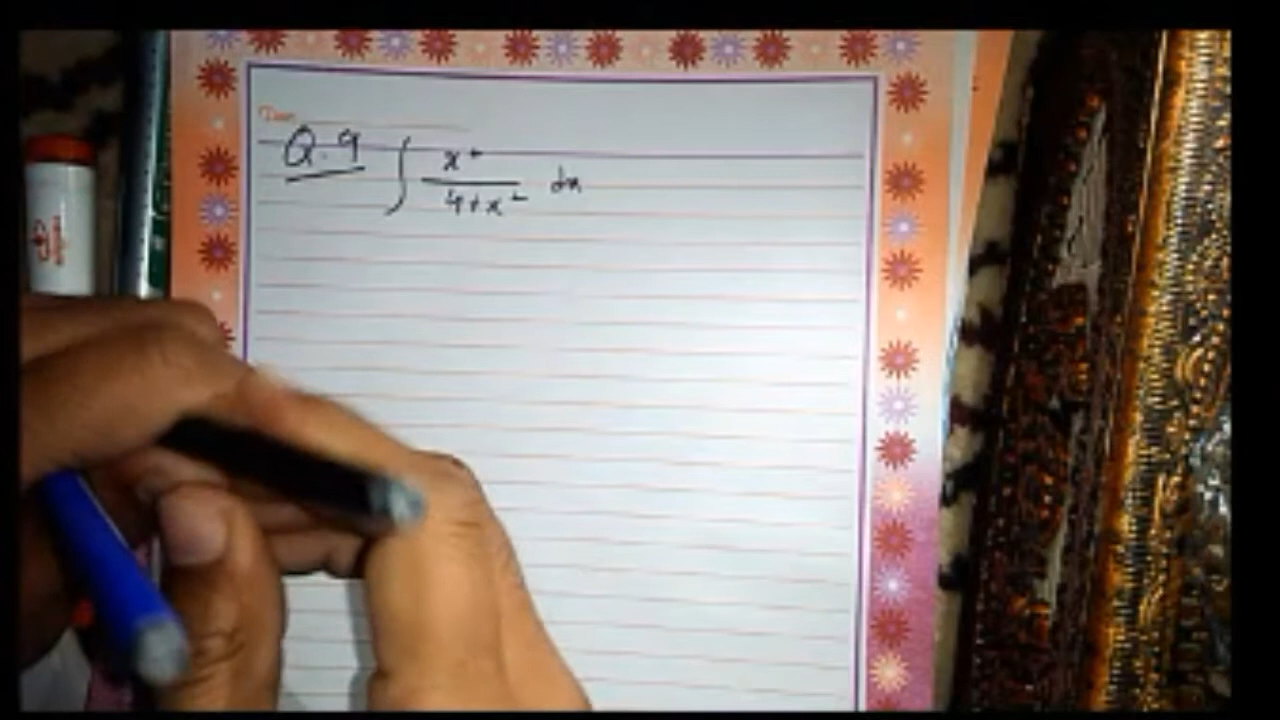 Q.9 ∫ x²/(4+x²) dx